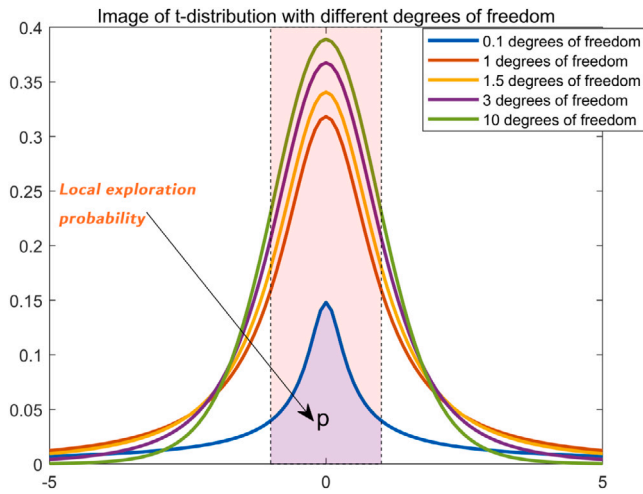 Image of t-distribution with different degrees of freedom
0.4
0.35
0.3
0.25
0.2
0.15
0.1
0.05
0
-5
0
5
0.1 degrees of freedom
1 degrees of freedom
1.5 degrees of freedom
3 degrees of freedom
10 degrees of freedom
Local exploration
probability
p